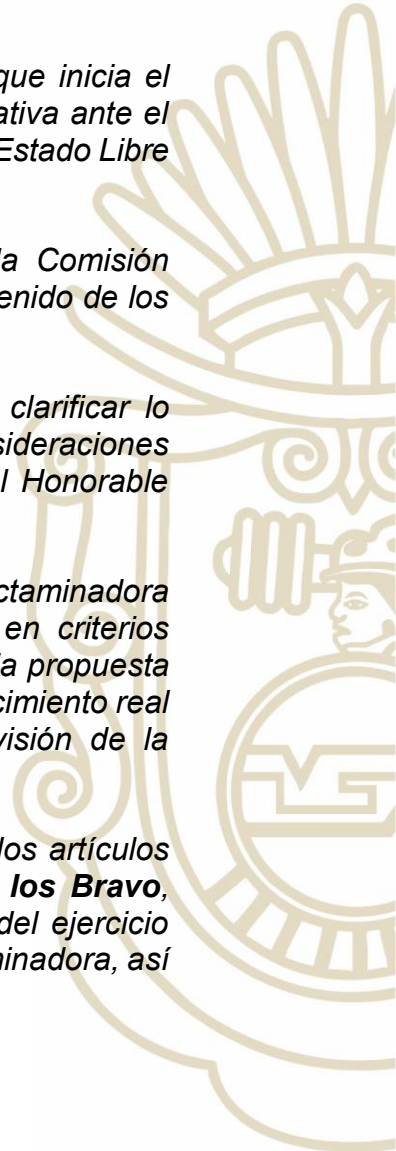 que inicia el
ativa ante el
Estado Libre
la Comisión
tenido de los
clarificar lo
sideraciones
l Honorable
ctaminadora
en criterios
la propuesta
cimiento real
visión de la
los artículos
los Bravo,
del ejercicio
minadora, así